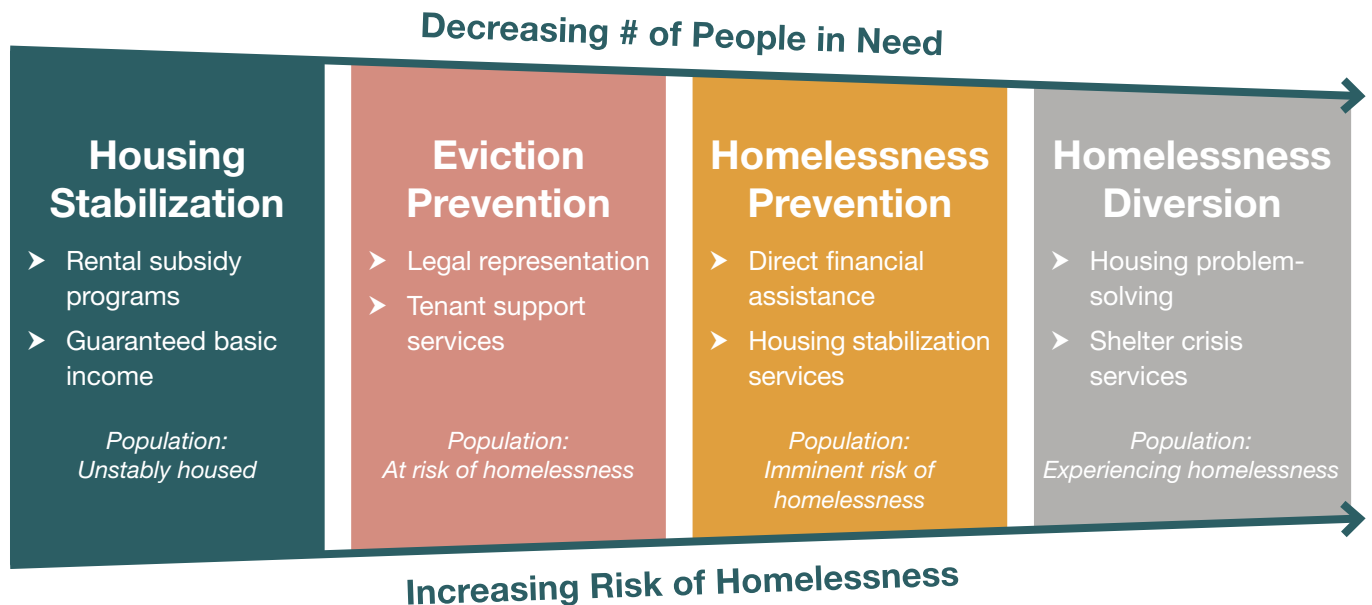 Decreasing # of People in Need
Housing
Stabilization
➤ Rental subsidy
programs
➤ Guaranteed basic
income
Population:
Unstably housed
Eviction
Prevention
➤ Legal representation
➤ Tenant support
services
Population:
At risk of homelessness
Homelessness
Prevention
➤ Direct financial
assistance
➤ Housing stabilization
services
Population:
Imminent risk of
homelessness
Homelessness
Diversion
➤ Housing problem-
solving
➤ Shelter crisis
services
Population:
Experiencing homelessness
Increasing Risk of Homelessness